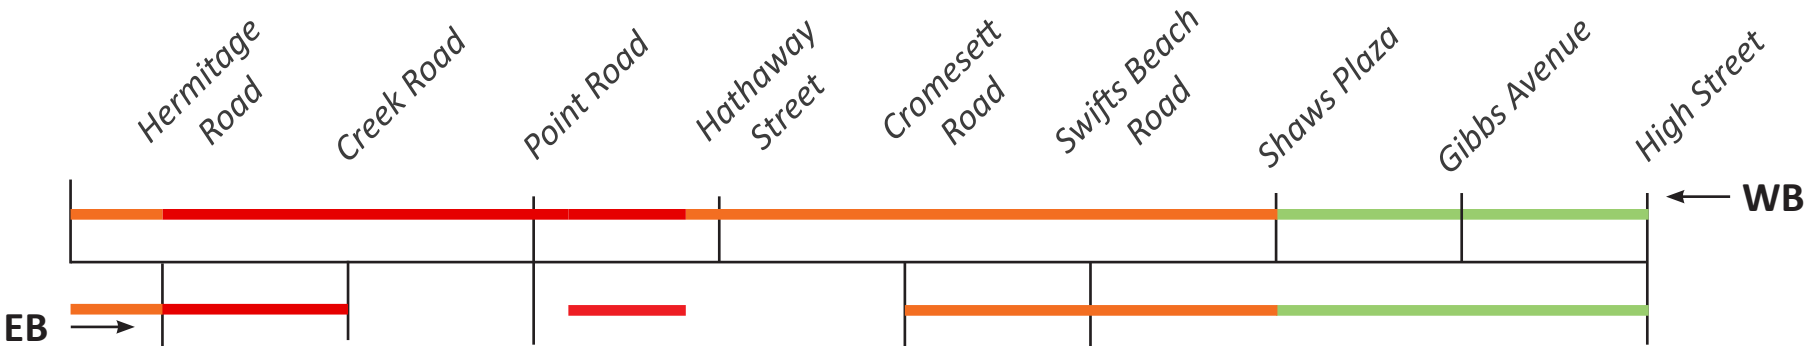 Hermitage
Road
Creek Road
Point Road
Hathaway
Street
Cromesett
Road
Swifts Beach
Road
Shaws Plaza
Gibbs Avenue
High Street
WB
EB